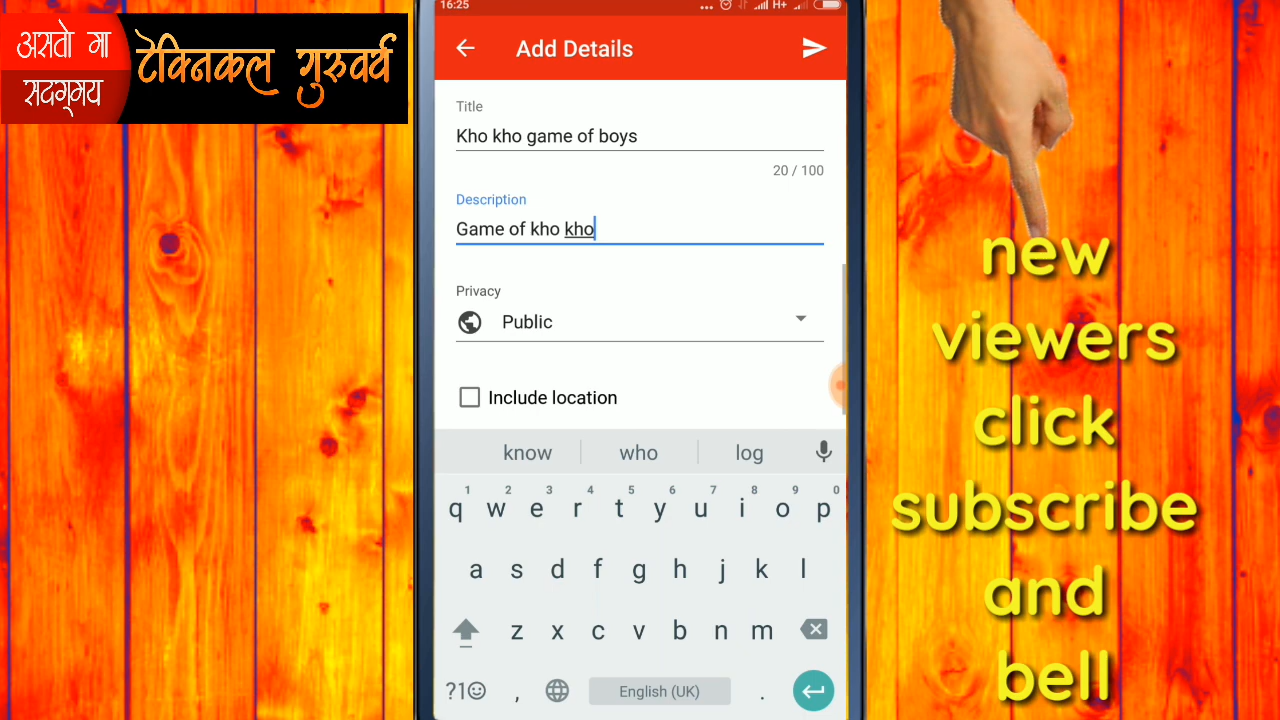 असतो मा
सदग्मय
टेक्निकल गुरुवर्य
16:25
H+
Add Details
Title
Kho kho game of boys
20 / 100
Description
Game of kho kho
Privacy
Public
Include location
know who log
1 2 3 4 5 6 7 8 9 0
q w e r t y u i o p
a s d f g h j k l
z x c v b n m
?1 , English (UK) .
new
viewers
click
subscribe
and
bell